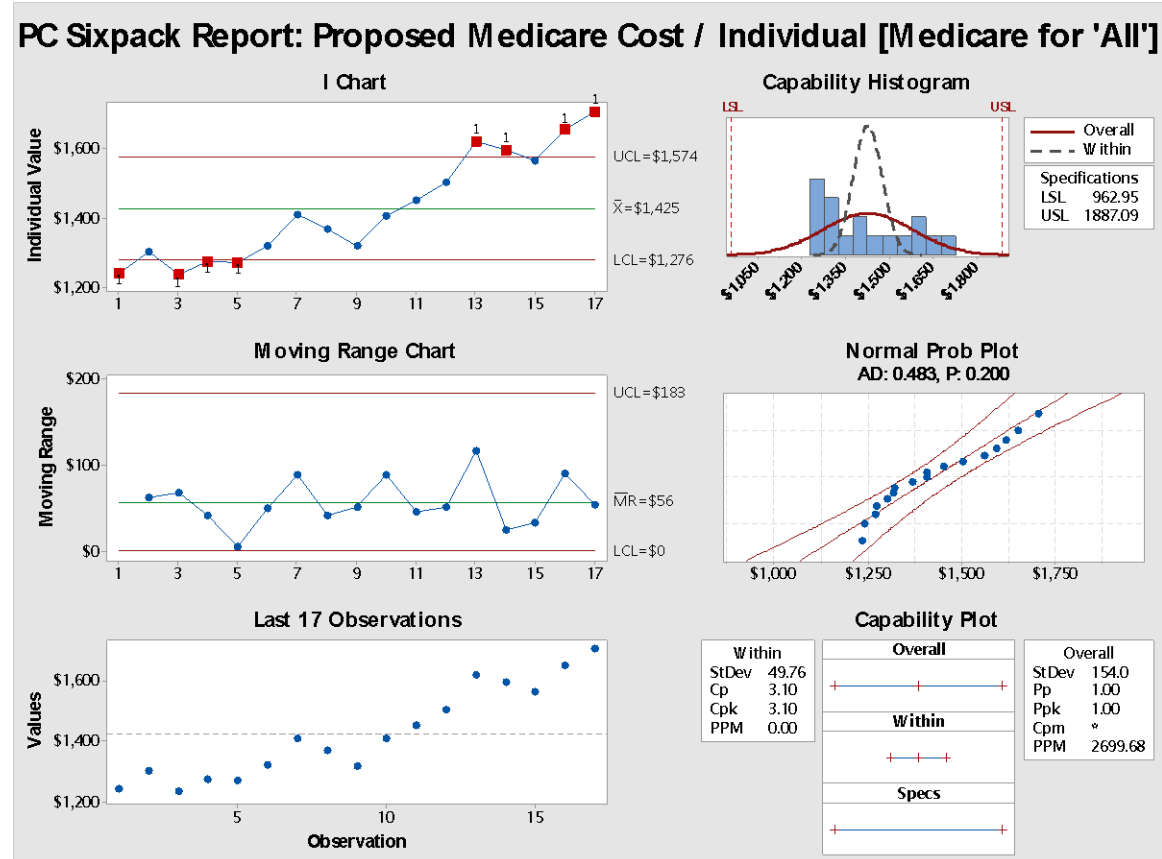 PC Sixpack Report: Proposed Medicare Cost / Individual [Medicare for 'All']
I Chart
Individual Value
$1,600
$1,400
$1,200
1
1
1
1
1
1
1
1
UCL=$1,574
X̄=$1,425
LCL=$1,276
1 3 5 7 9 11 13 15 17
Capability Histogram
LSL USL
$1,050 $1,200 $1,350 $1,500 $1,650 $1,800
Overall
Within
Specifications
LSL 962.95
USL 1887.09
Moving Range Chart
Moving Range
$200
$100
$0
UCL=$183
M̅R̅=$56
LCL=$0
1 3 5 7 9 11 13 15 17
Normal Prob Plot
AD: 0.483, P: 0.200
$1,000 $1,250 $1,500 $1,750
Last 17 Observations
Values
$1,600
$1,400
$1,200
5 10 15
Observation
Capability Plot
Within
StDev 49.76
Cp 3.10
Cpk 3.10
PPM 0.00
Overall
Within
Specs
Overall
StDev 154.0
Pp 1.00
Ppk 1.00
Cpm *
PPM 2699.68